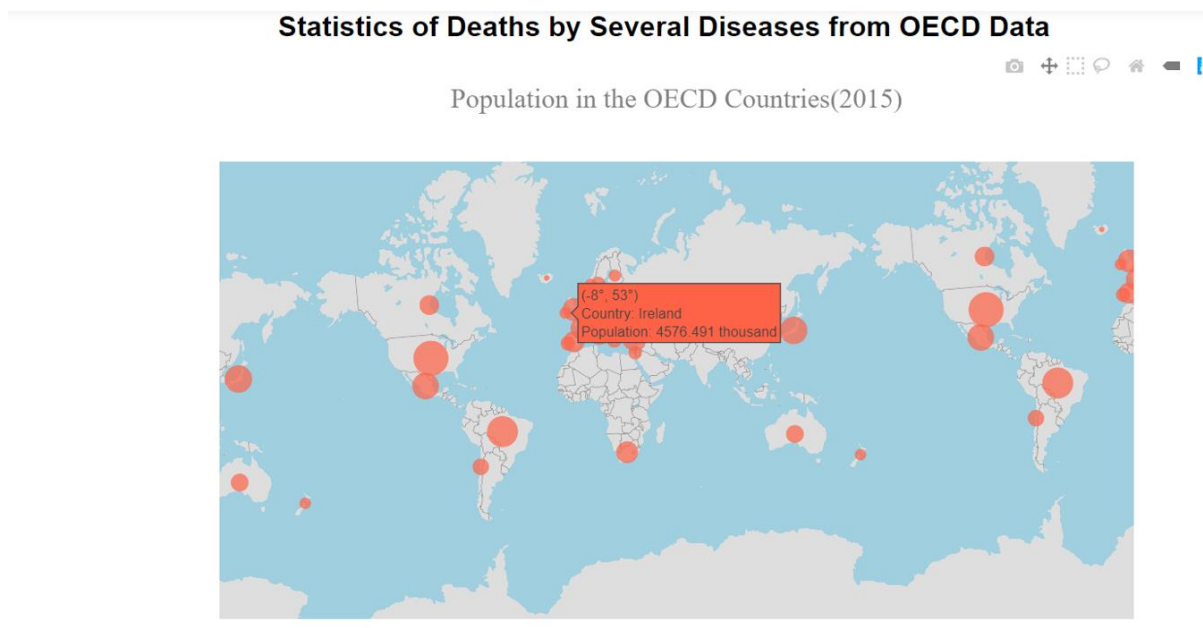 Statistics of Deaths by Several Diseases from OECD Data
Population in the OECD Countries(2015)
(-8°, 53°)
Country: Ireland
Population: 4576.491 thousand